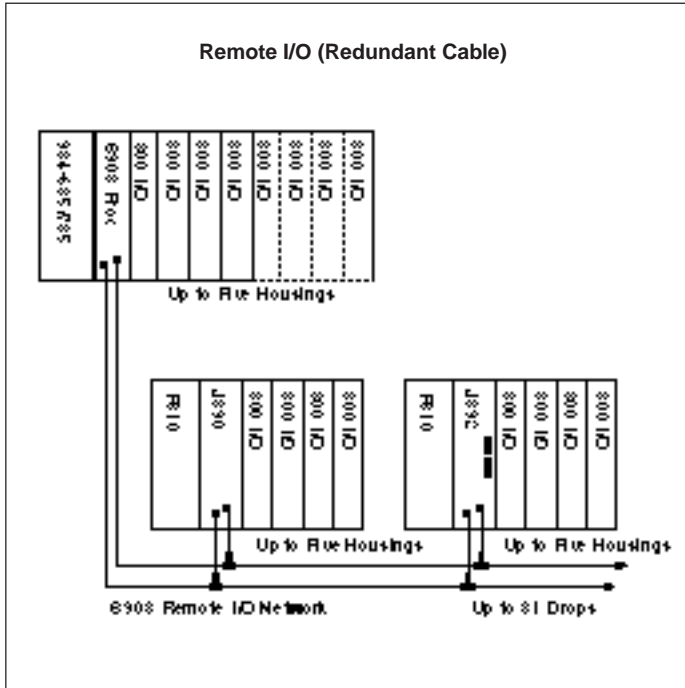 Remote I/O (Redundant Cable)
984-685/785
S908 Proc
800 I/O
800 I/O
800 I/O
800 I/O
800 I/O
800 I/O
800 I/O
800 I/O
Up to Five Housings
P810
J890
800 I/O
800 I/O
800 I/O
800 I/O
Up to Five Housings
P810
J892
800 I/O
800 I/O
800 I/O
800 I/O
Up to Five Housings
S908 Remote I/O Network
Up to 31 Drops